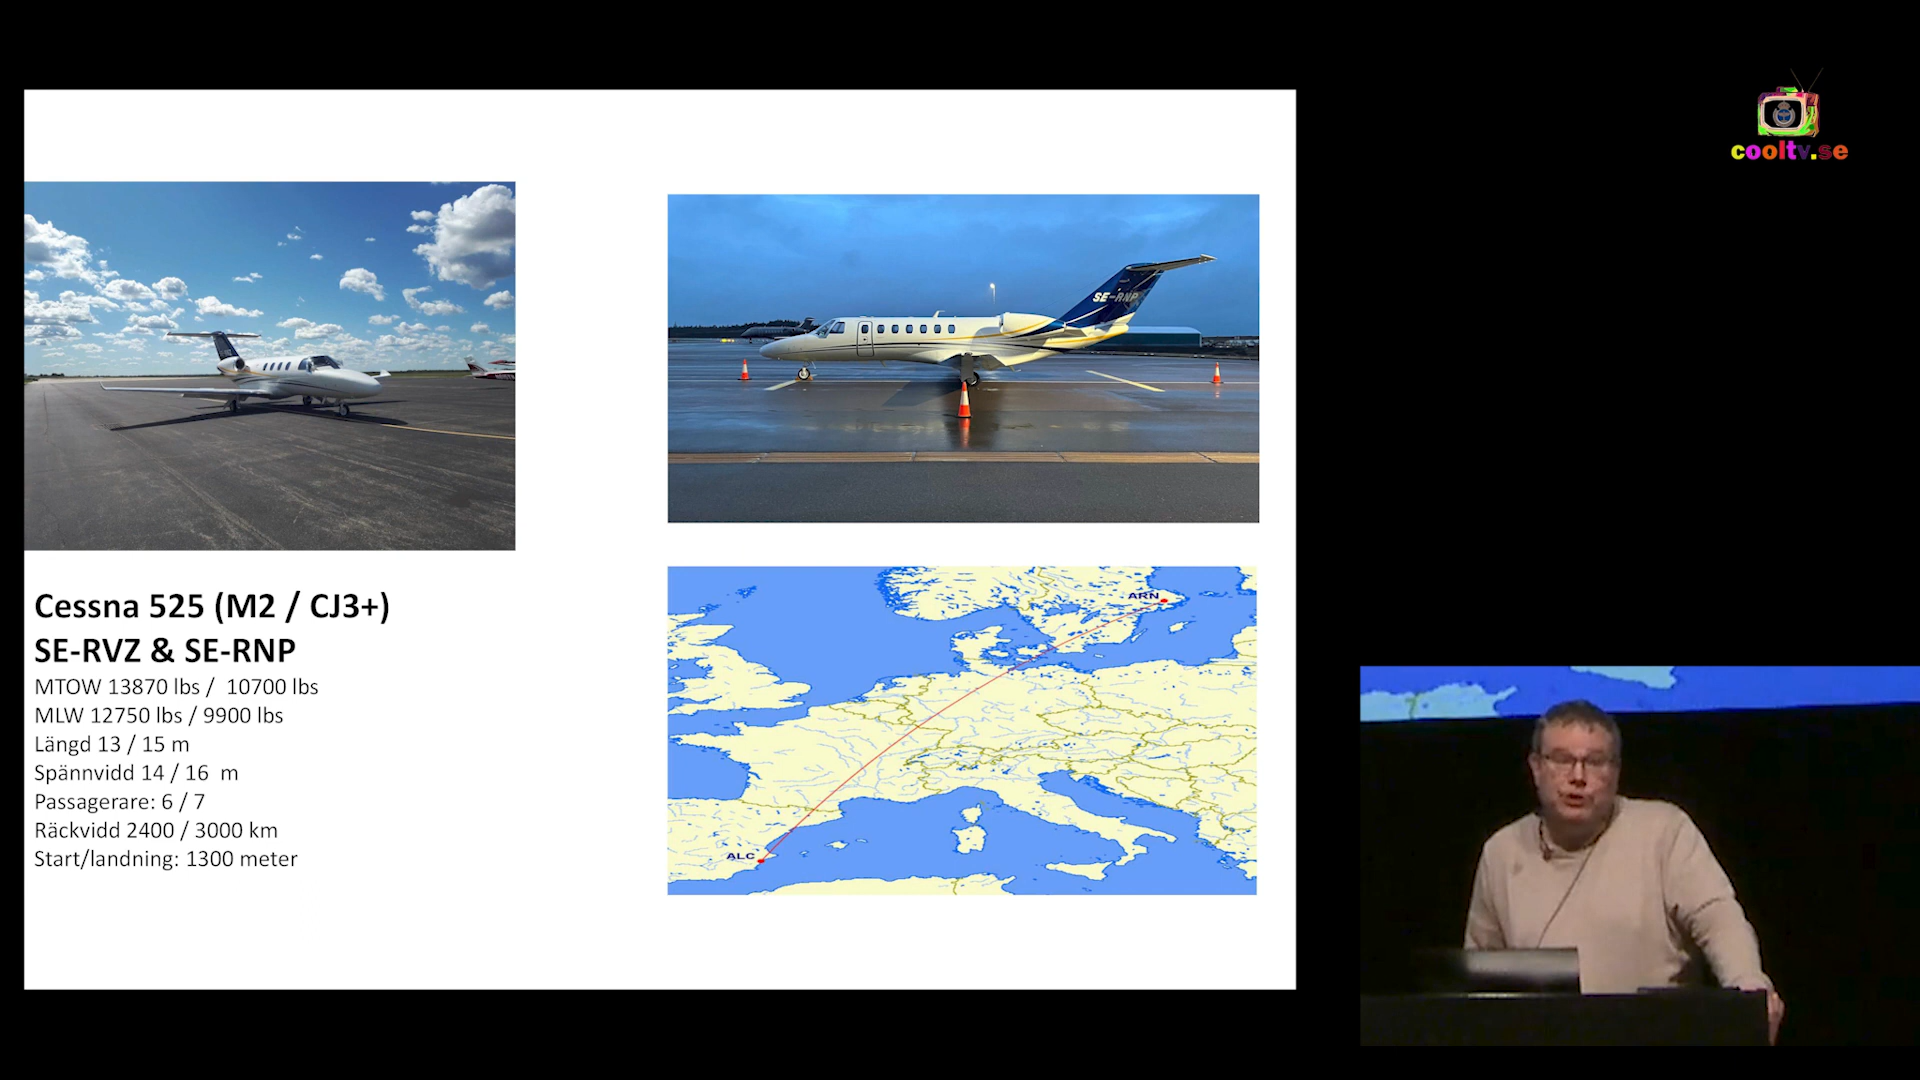 cooltv.se
SE-RNP
Cessna 525 (M2 / CJ3+)
SE-RVZ & SE-RNP
MTOW 13870 lbs /  10700 lbs
MLW 12750 lbs / 9900 lbs
Längd 13 / 15 m
Spännvidd 14 / 16  m
Passagerare: 6 / 7
Räckvidd 2400 / 3000 km
Start/landning: 1300 meter
ARN
ALC